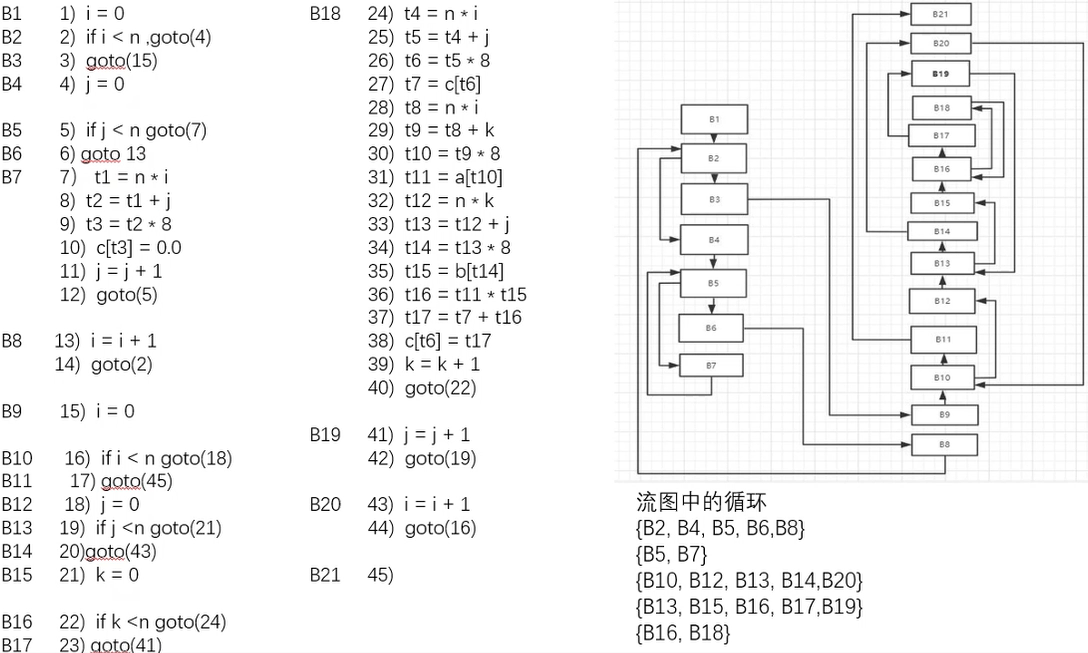 B1 1) i = 0
B2 2) if i < n ,goto(4)
B3 3) goto(15)
B4 4) j = 0
B5 5) if j < n goto(7)
B6 6) goto 13
B7 7) t1 = n * i
8) t2 = t1 + j
9) t3 = t2 * 8
10) c[t3] = 0.0
11) j = j + 1
12) goto(5)
B8 13) i = i + 1
14) goto(2)
B9 15) i = 0
B10 16) if i < n goto(18)
B11 17) goto(45)
B12 18) j = 0
B13 19) if j <n goto(21)
B14 20)goto(43)
B15 21) k = 0
B16 22) if k <n goto(24)
B17 23) goto(41)
B18 24) t4 = n * i
25) t5 = t4 + j
26) t6 = t5 * 8
27) t7 = c[t6]
28) t8 = n * i
29) t9 = t8 + k
30) t10 = t9 * 8
31) t11 = a[t10]
32) t12 = n * k
33) t13 = t12 + j
34) t14 = t13 * 8
35) t15 = b[t14]
36) t16 = t11 * t15
37) t17 = t7 + t16
38) c[t6] = t17
39) k = k + 1
40) goto(22)
B19 41) j = j + 1
42) goto(19)
B20 43) i = i + 1
44) goto(16)
B21 45)
B1
B2
B3
B4
B5
B6
B7
B21
B20
B19
B18
B17
B16
B15
B14
B13
B12
B11
B10
B9
B8
流图中的循环
{B2, B4, B5, B6,B8}
{B5, B7}
{B10, B12, B13, B14,B20}
{B13, B15, B16, B17,B19}
{B16, B18}